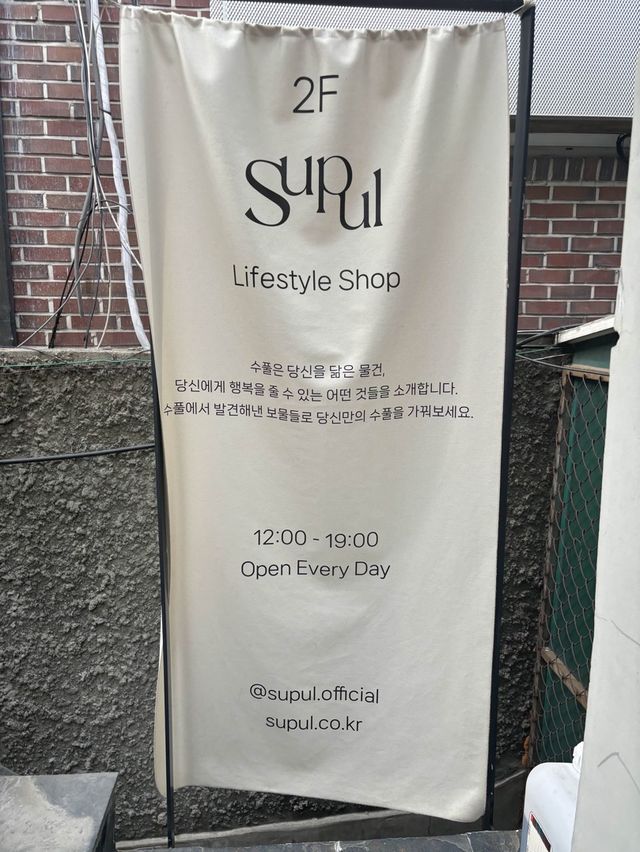 2F
Supul
Lifestyle Shop
수풀은 당신을 닮은 물건,
당신에게 행복을 줄 수 있는 어떤 것들을 소개합니다.
수풀에서 발견해낸 보물들로 당신만의 수풀을 가꿔보세요.
12:00 - 19:00
Open Every Day
@supul.official
supul.co.kr